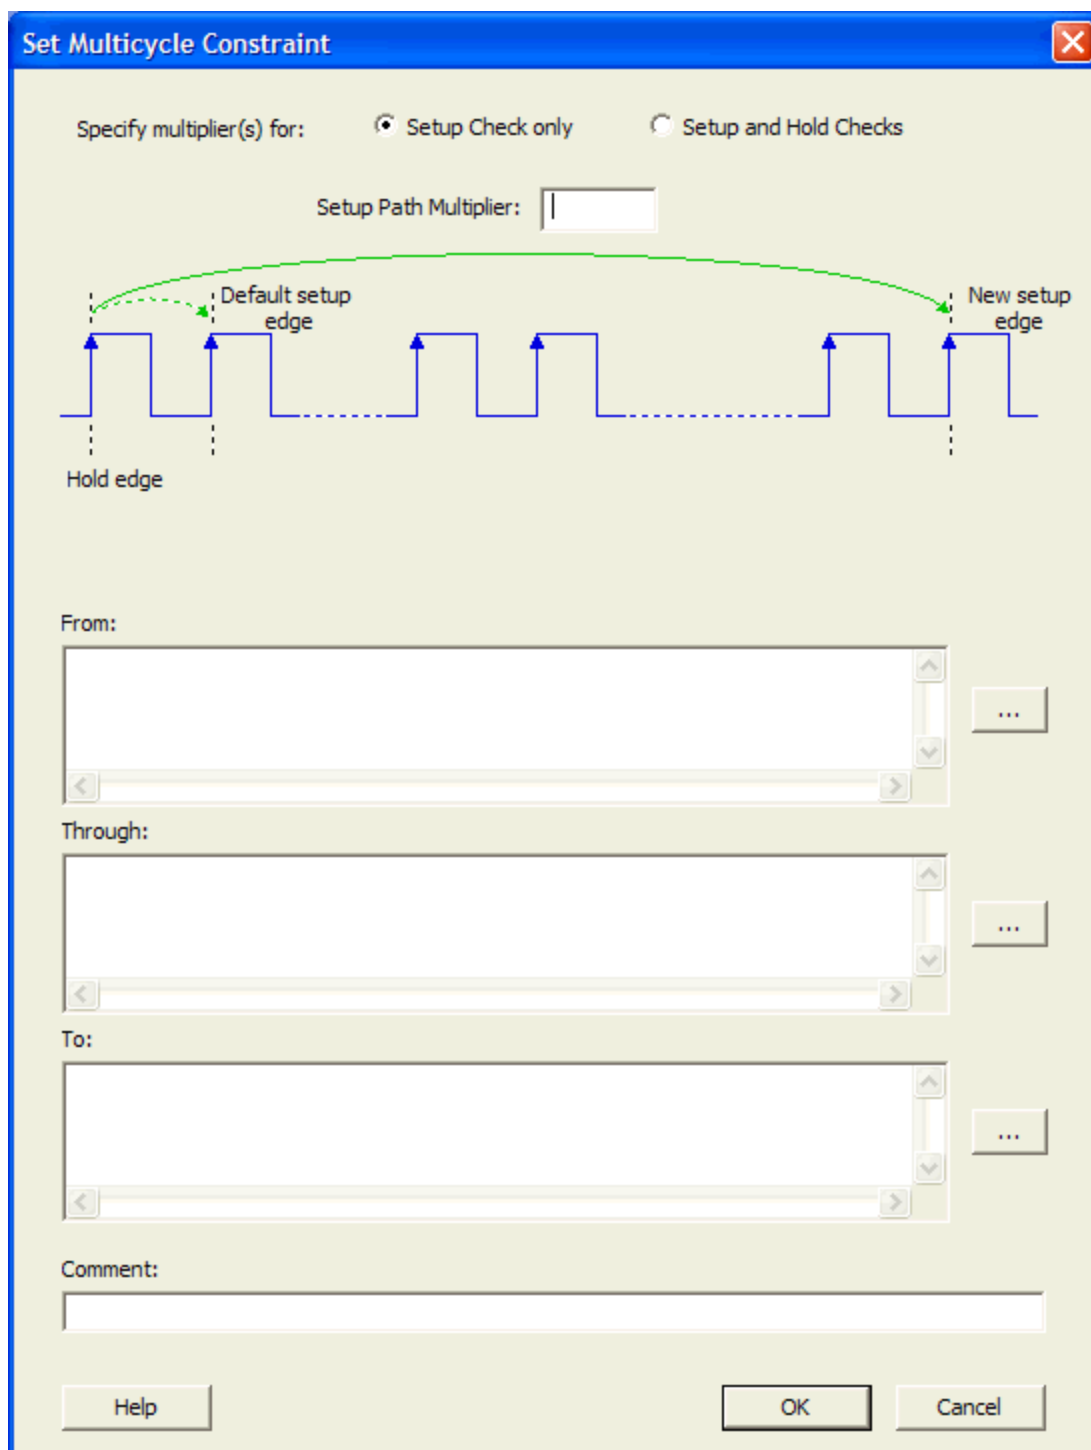 Set Multicycle Constraint
Specify multiplier(s) for: Setup Check only Setup and Hold Checks
Setup Path Multiplier:
Default setup
edge
New setup
edge
Hold edge
From:
...
Through:
...
To:
...
Comment:
Help OK Cancel